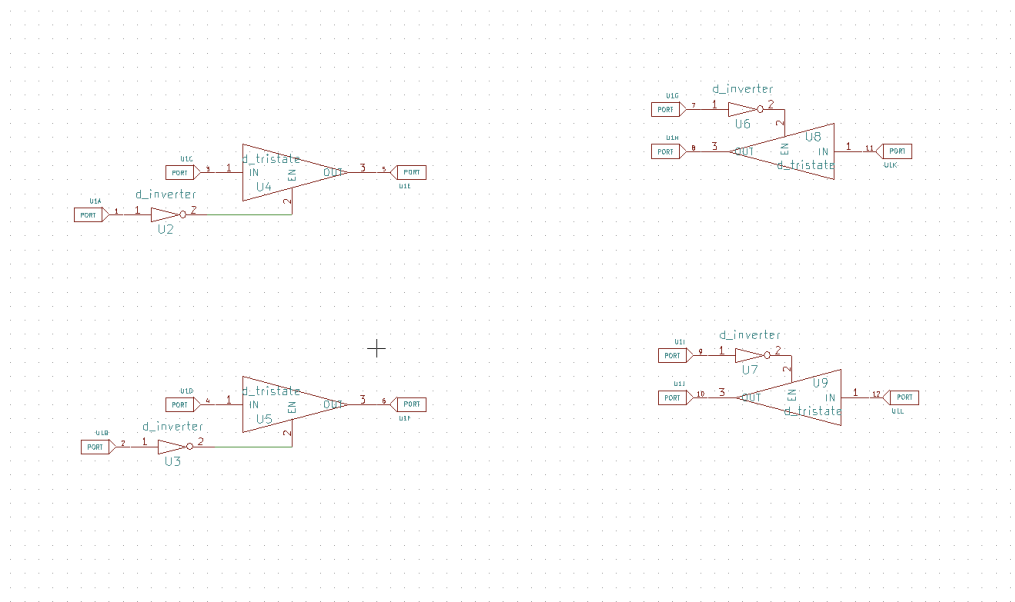 d_inverter
U1G
PORT 7 1 2
U6
2
U8
U1H
PORT 8 3 OUT EN IN 1 11 PORT
d_tristate
U1K
U1C
d_tristate
PORT 3 1 IN EN OUT 3 5 PORT
U4
U1E
d_inverter
2
U1A
PORT 1 1 2
U2
d_inverter
U1I
PORT 9 1 2
U7
2
U9
U1J
PORT 10 3 OUT EN IN 1 12 PORT
d_tristate
U1L
U1D
d_tristate
PORT 4 1 IN EN OUT 3 6 PORT
U5
U1F
d_inverter
2
U1B
PORT 2 1 2
U3